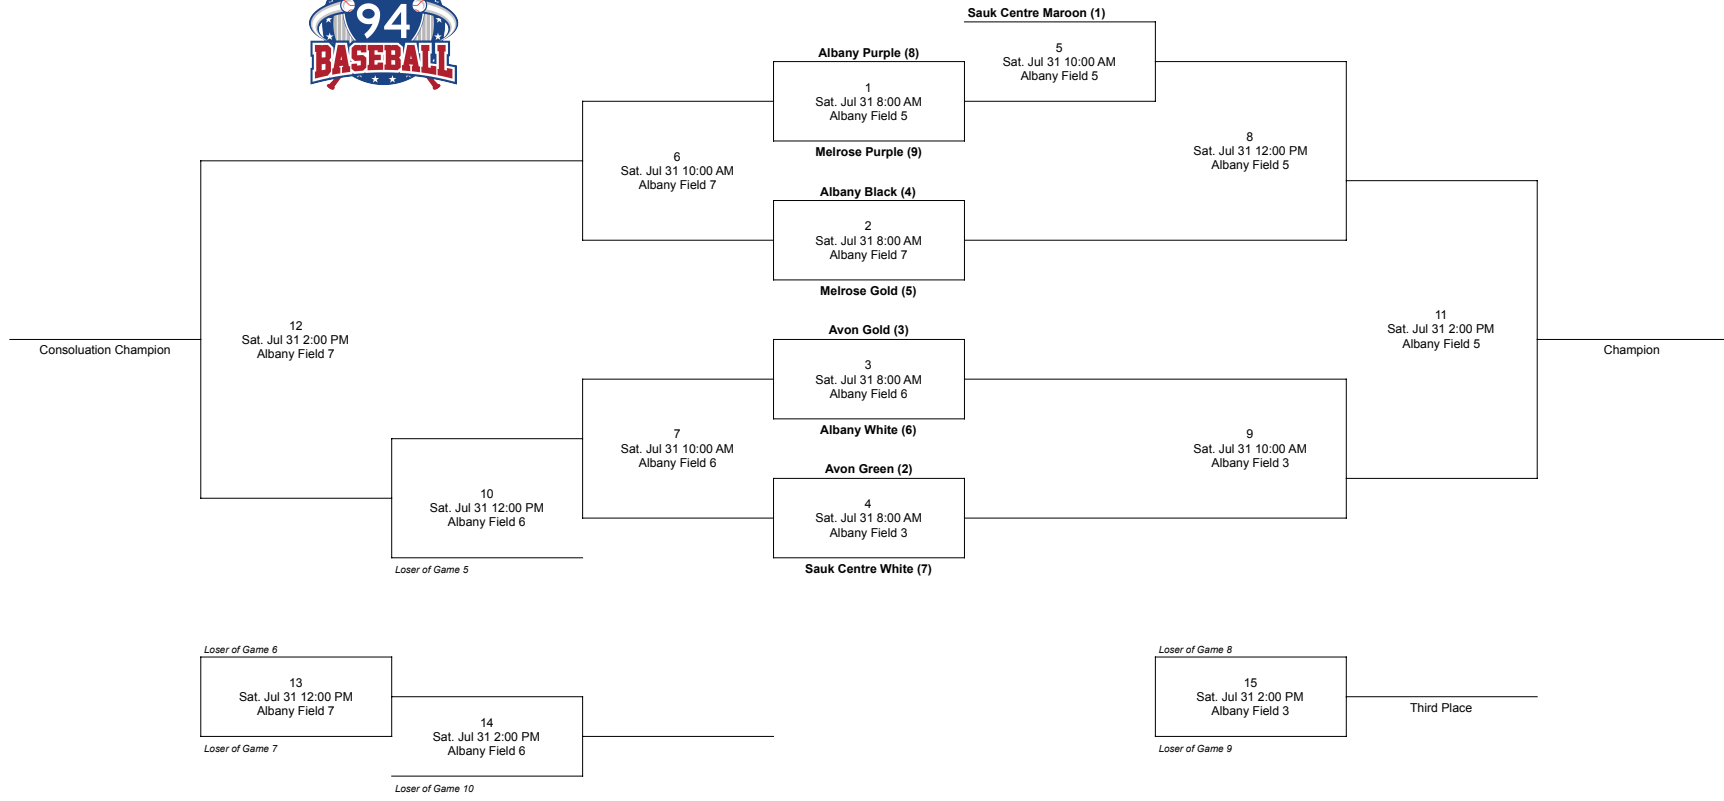 94
BASEBALL
Sauk Centre Maroon (1)
5
Sat. Jul 31 10:00 AM
Albany Field 5
Albany Purple (8)
1
Sat. Jul 31 8:00 AM
Albany Field 5
Melrose Purple (9)
6
Sat. Jul 31 10:00 AM
Albany Field 7
8
Sat. Jul 31 12:00 PM
Albany Field 5
Albany Black (4)
2
Sat. Jul 31 8:00 AM
Albany Field 7
Melrose Gold (5)
12
Sat. Jul 31 2:00 PM
Albany Field 7
Consoluation Champion
11
Sat. Jul 31 2:00 PM
Albany Field 5
Champion
Avon Gold (3)
3
Sat. Jul 31 8:00 AM
Albany Field 6
Albany White (6)
7
Sat. Jul 31 10:00 AM
Albany Field 6
9
Sat. Jul 31 10:00 AM
Albany Field 3
Avon Green (2)
4
Sat. Jul 31 8:00 AM
Albany Field 3
Sauk Centre White (7)
10
Sat. Jul 31 12:00 PM
Albany Field 6
Loser of Game 5
Loser of Game 6
13
Sat. Jul 31 12:00 PM
Albany Field 7
Loser of Game 7
14
Sat. Jul 31 2:00 PM
Albany Field 6
Loser of Game 10
Loser of Game 8
15
Sat. Jul 31 2:00 PM
Albany Field 3
Third Place
Loser of Game 9